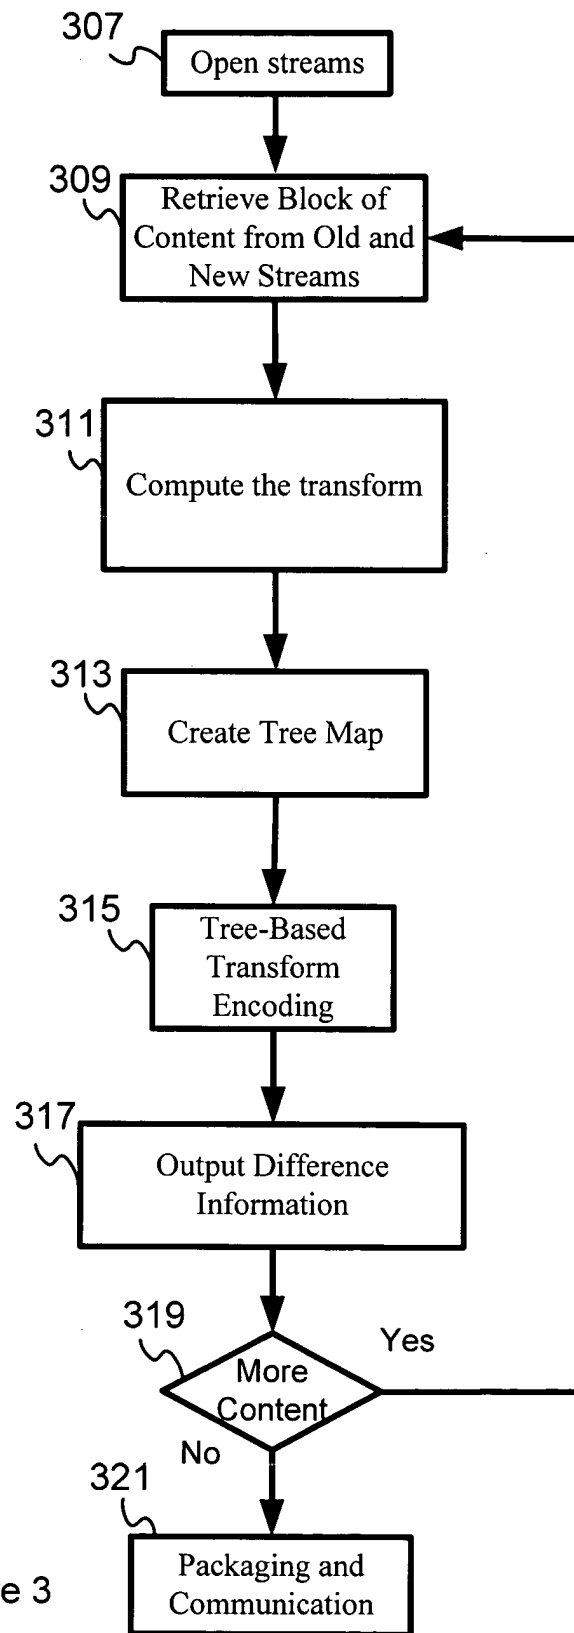 307
Open streams
309
Retrieve Block of
Content from Old and
New Streams
311
Compute the transform
313
Create Tree Map
315
Tree-Based
Transform
Encoding
317
Output Difference
Information
319
More
Content
Yes
No
321
Packaging and
Communication
e 3